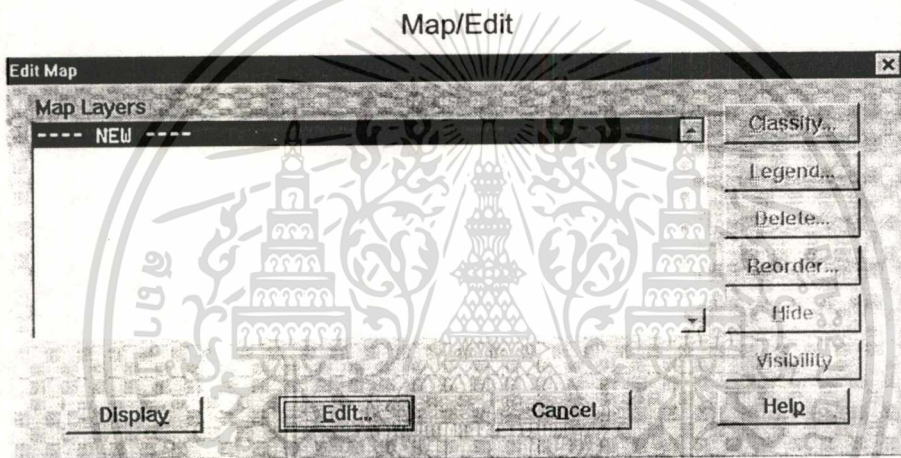 Map/Edit
Edit Map
Map Layers
---- NEW ----
Classify...
Legend...
Delete...
Reorder...
Hide
Visibility
Display
Edit...
Cancel
Help